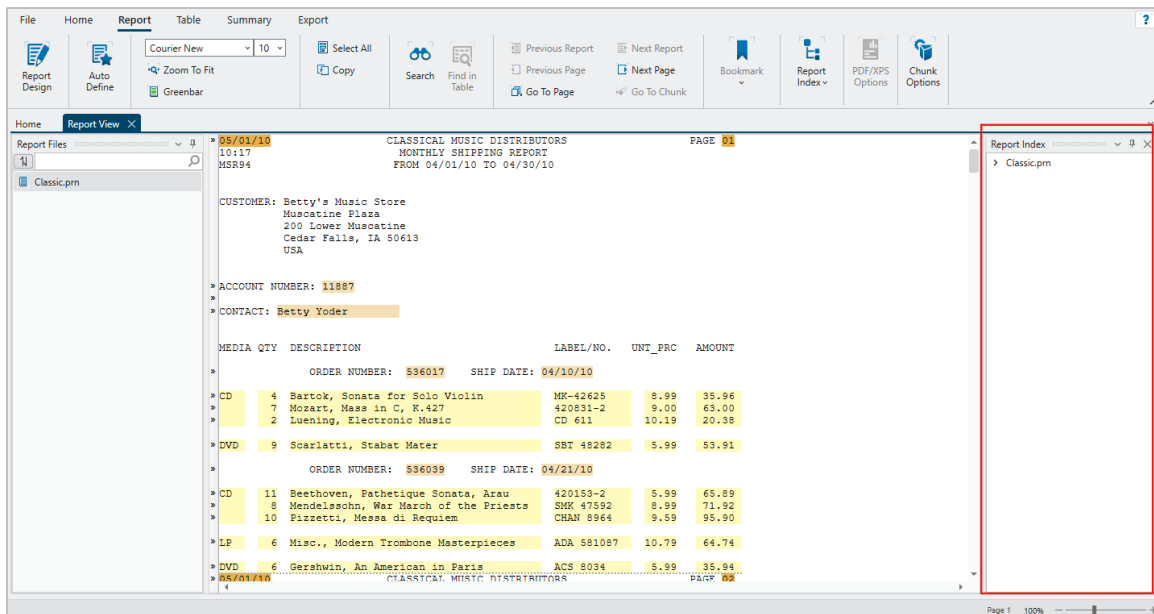 File Home Report Table Summary Export ?
Courier New 10 Select All Previous Report Next Report
Zoom To Fit Copy Previous Page Next Page
Greenbar Go To Page Go To Chunk
Report Design Auto Define Search Find in Table Bookmark Report Index PDF/XPS Options Chunk Options
Home Report View
Report Files
Classic.prn
05/01/10 CLASSICAL MUSIC DISTRIBUTORS PAGE 01
10:17 MONTHLY SHIPPING REPORT
MSR94 FROM 04/01/10 TO 04/30/10
CUSTOMER: Betty's Music Store
Muscatine Plaza
200 Lower Muscatine
Cedar Falls, IA 50613
USA
ACCOUNT NUMBER: 11887
CONTACT: Betty Yoder
MEDIA QTY DESCRIPTION LABEL/NO. UNT_PRC AMOUNT
ORDER NUMBER: 536017 SHIP DATE: 04/10/10
CD 4 Bartok, Sonata for Solo Violin MK-42625 8.99 35.96
7 Mozart, Mass in C, K.427 420831-2 9.00 63.00
2 Luening, Electronic Music CD 611 10.19 20.38
DVD 9 Scarlatti, Stabat Mater SBT 48282 5.99 53.91
ORDER NUMBER: 536039 SHIP DATE: 04/21/10
CD 11 Beethoven, Pathetique Sonata, Arau 420153-2 5.99 65.89
8 Mendelssohn, War March of the Priests SMK 47592 8.99 71.92
10 Pizzetti, Messa di Requiem CHAN 8964 9.59 95.90
LP 6 Misc., Modern Trombone Masterpieces ADA 581087 10.79 64.74
DVD 6 Gershwin, An American in Paris ACS 8034 5.99 35.94
05/01/10 CLASSICAL MUSIC DISTRIBUTORS PAGE 02
Report Index
Classic.prn
Page 1 100%